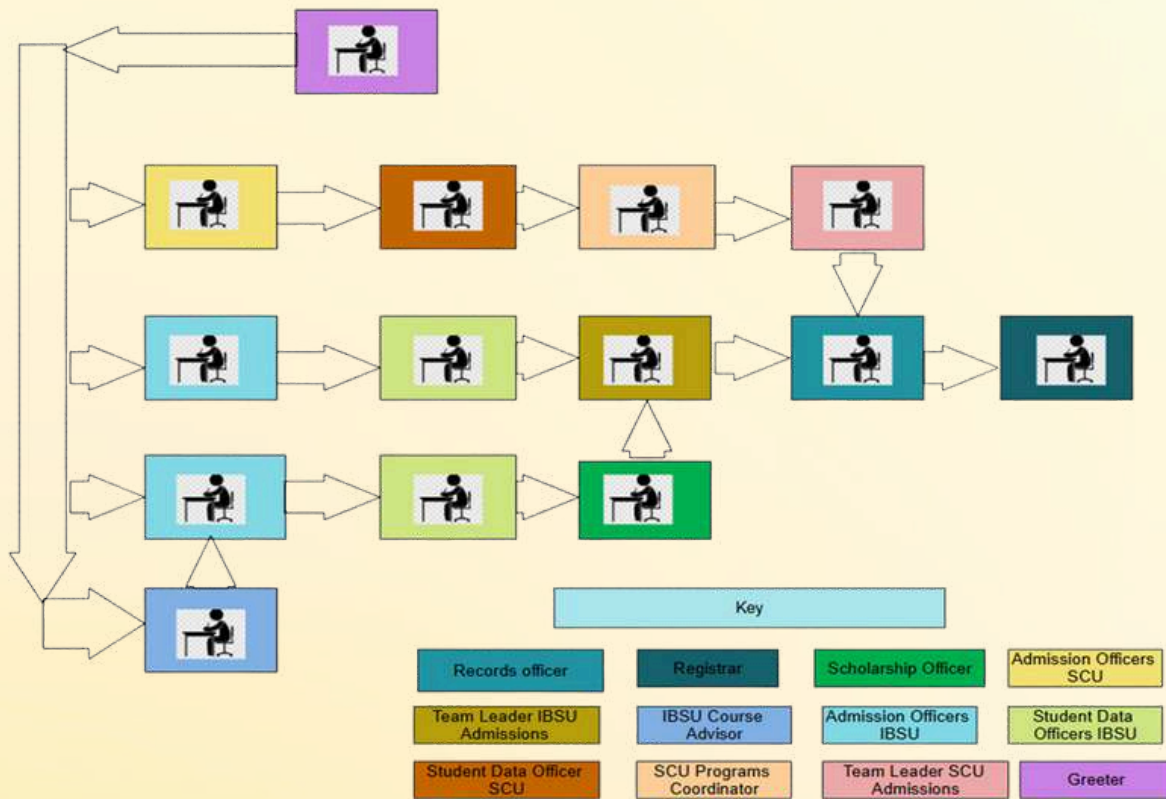 Key
Records officer
Registrar
Scholarship Officer
Admission Officers
SCU
Team Leader IBSU
Admissions
IBSU Course
Advisor
Admission Officers
IBSU
Student Data
Officers IBSU
Student Data Officer
SCU
SCU Programs
Coordinator
Team Leader SCU
Admissions
Greeter